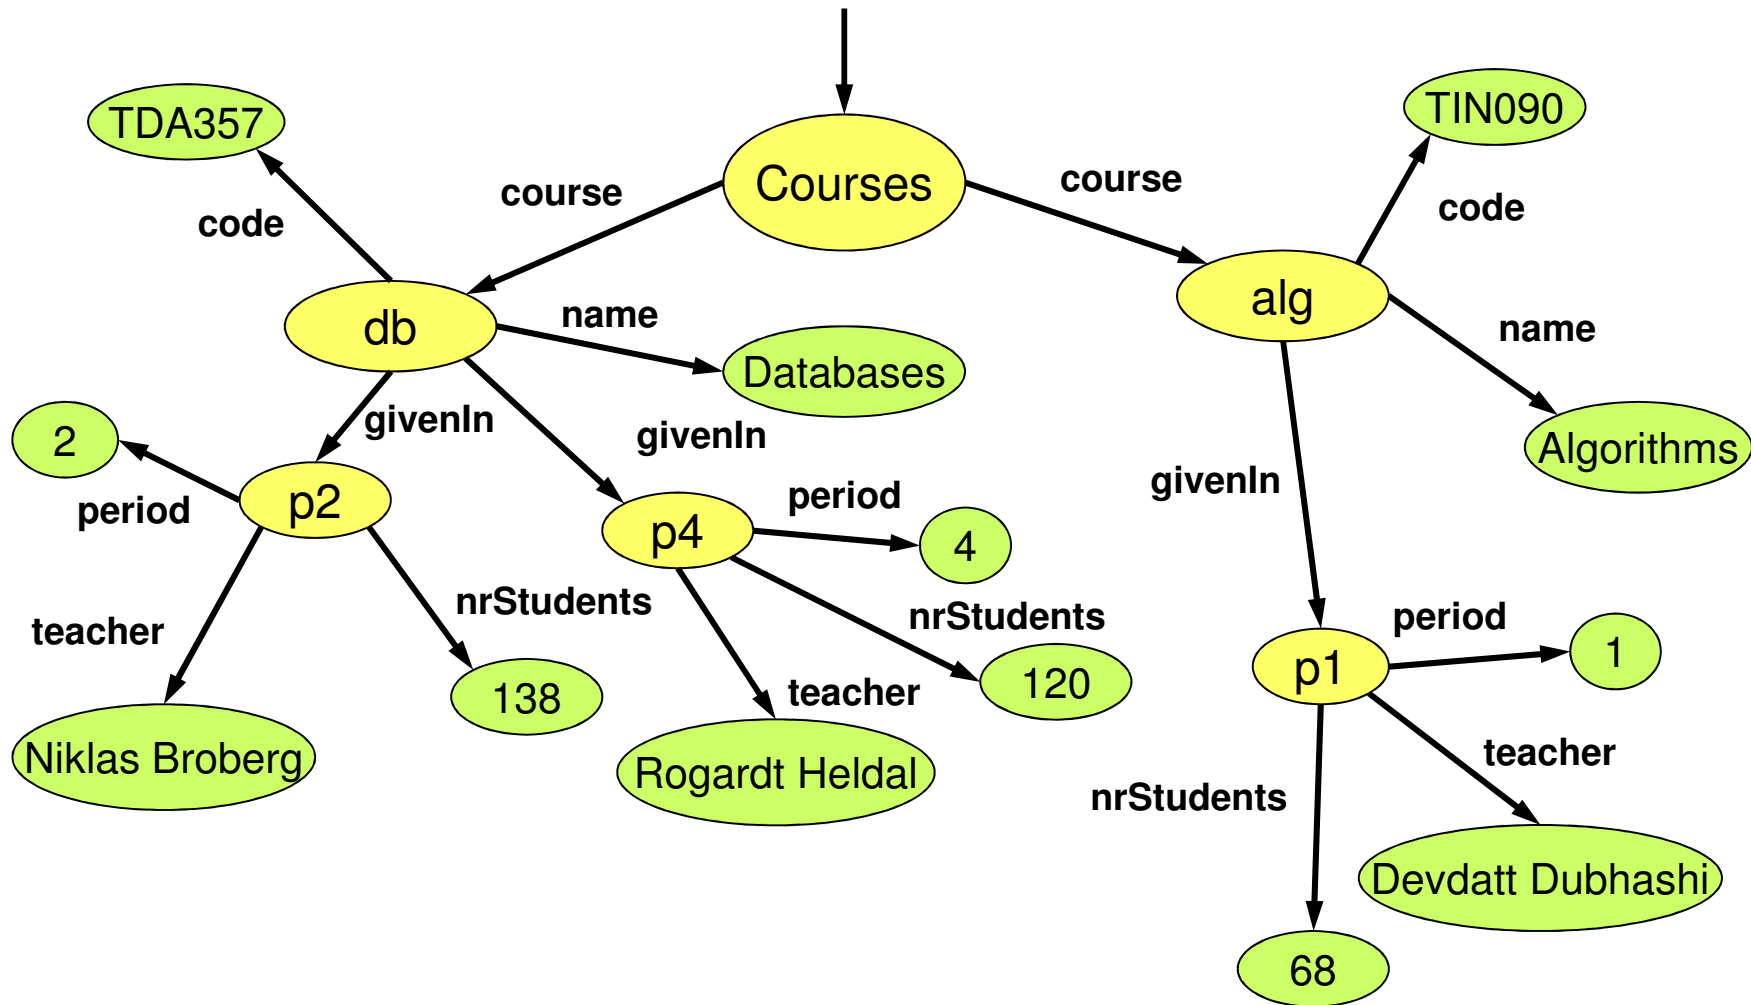 TDA357
TIN090
Courses
course
course
code
code
db
name
alg
name
Databases
2
givenIn
givenIn
Algorithms
period
p2
p4
period
4
givenIn
teacher
nrStudents
nrStudents
period
1
138
teacher
120
p1
Niklas Broberg
Rogardt Heldal
teacher
nrStudents
Devdatt Dubhashi
68